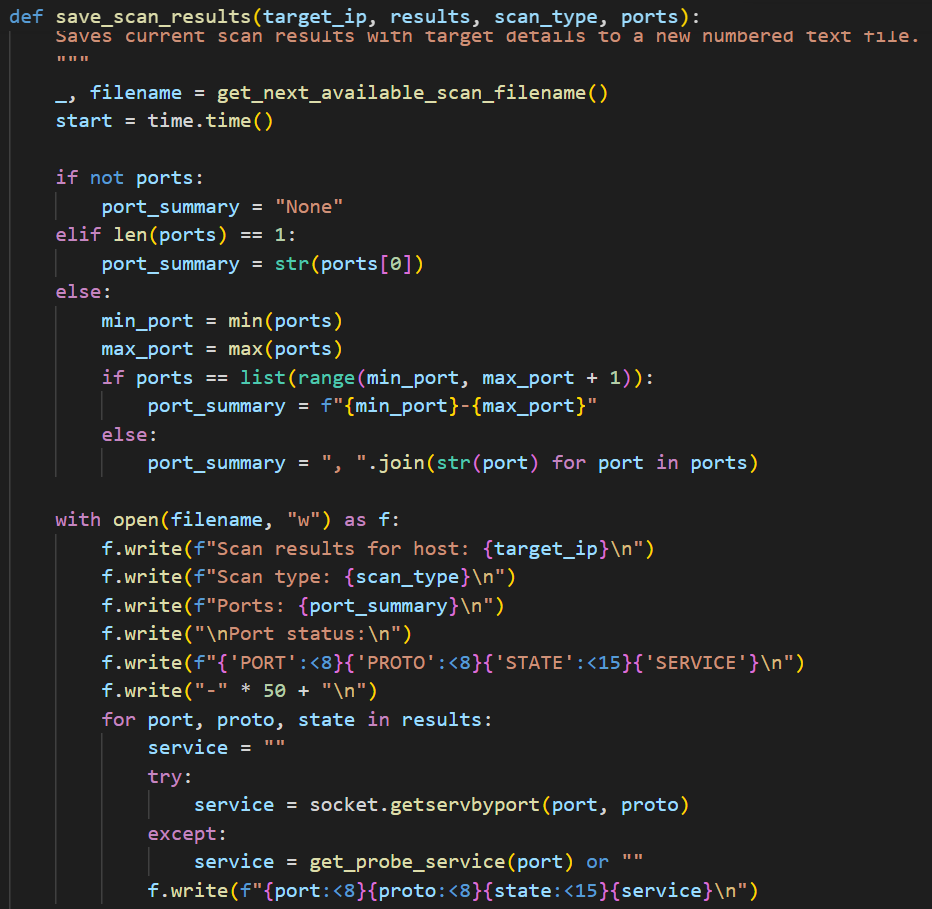 def save_scan_results(target_ip, results, scan_type, ports):
    Saves current scan results with target details to a new numbered text file.
    """
    _, filename = get_next_available_scan_filename()
    start = time.time()

    if not ports:
        port_summary = "None"
    elif len(ports) == 1:
        port_summary = str(ports[0])
    else:
        min_port = min(ports)
        max_port = max(ports)
        if ports == list(range(min_port, max_port + 1)):
            port_summary = f"{min_port}-{max_port}"
        else:
            port_summary = ", ".join(str(port) for port in ports)

    with open(filename, "w") as f:
        f.write(f"Scan results for host: {target_ip}\n")
        f.write(f"Scan type: {scan_type}\n")
        f.write(f"Ports: {port_summary}\n")
        f.write("\nPort status:\n")
        f.write(f"{'PORT':<8}{'PROTO':<8}{'STATE':<15}{'SERVICE'}\n")
        f.write("-" * 50 + "\n")
        for port, proto, state in results:
            service = ""
            try:
                service = socket.getservbyport(port, proto)
            except:
                service = get_probe_service(port) or ""
            f.write(f"{port:<8}{proto:<8}{state:<15}{service}\n")